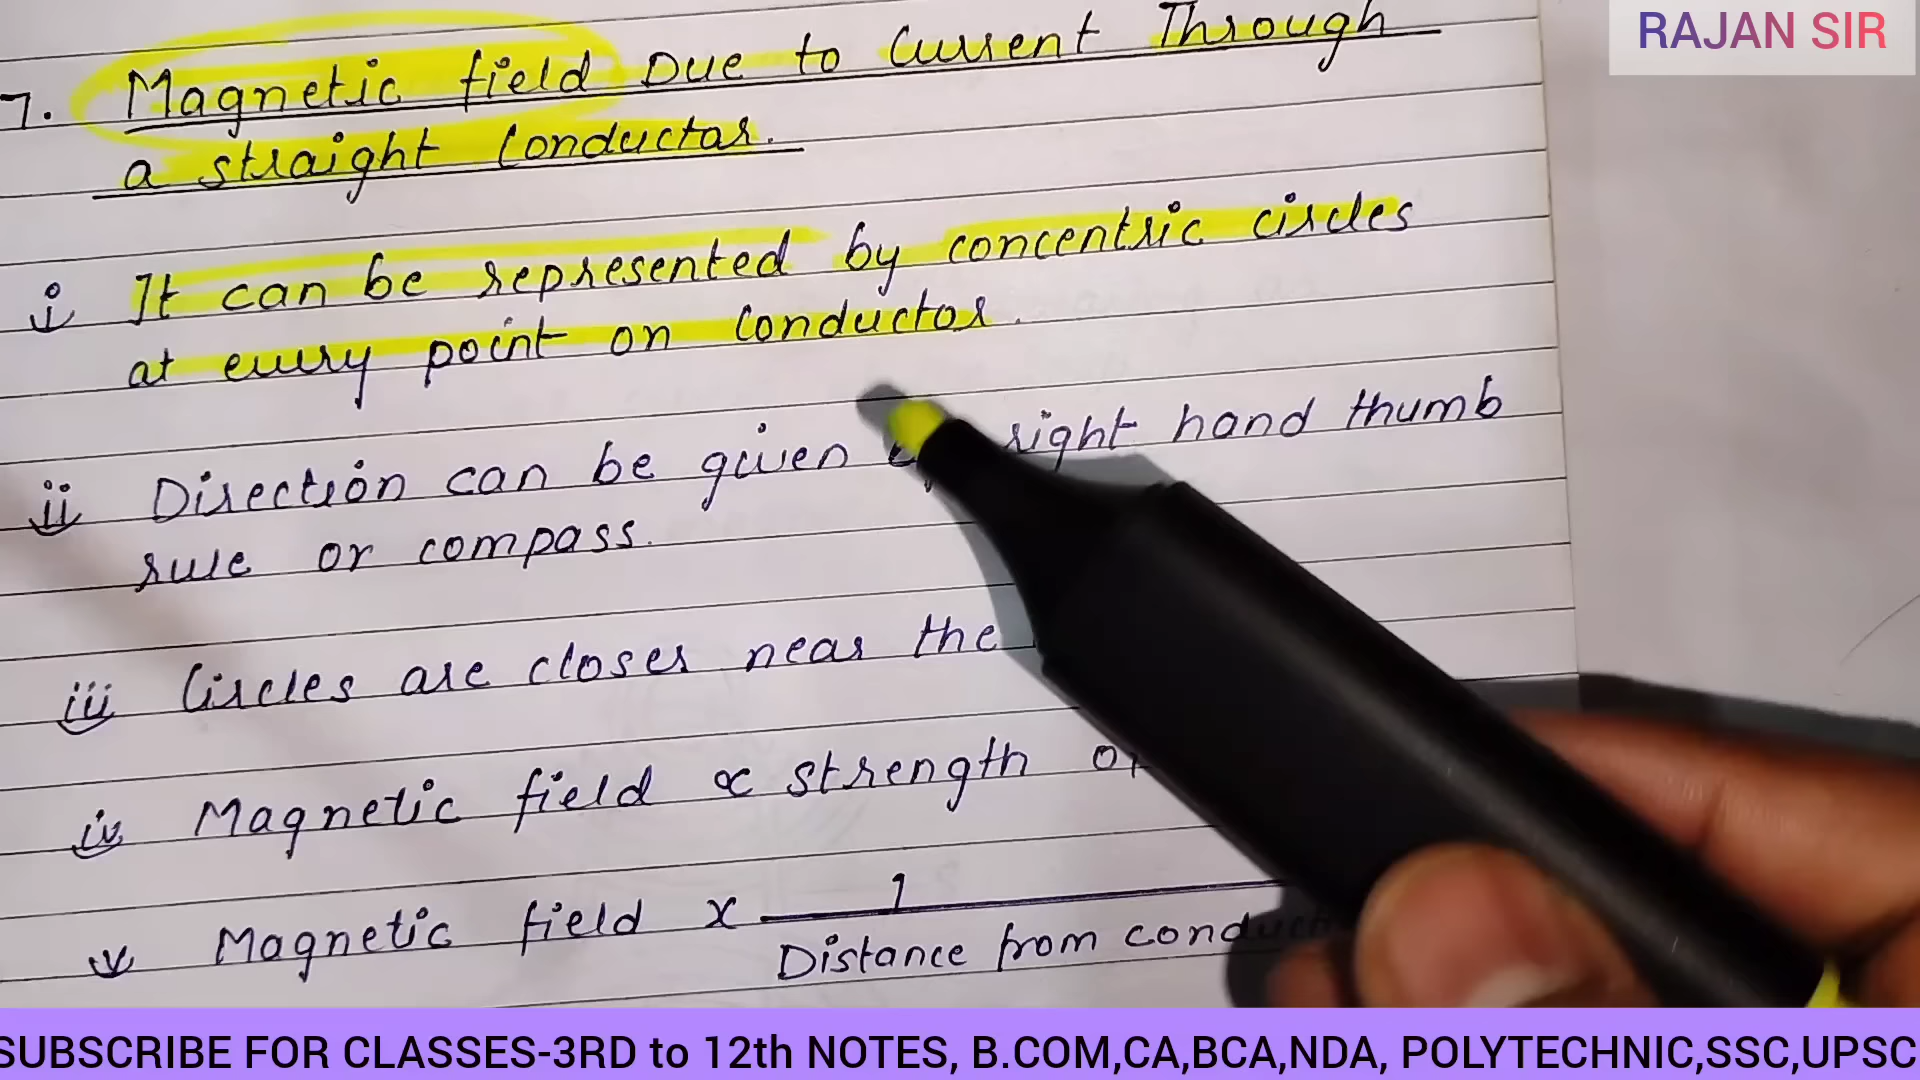 RAJAN SIR
7. Magnetic field Due to Current Through
a straight Conductor.
i It can be represented by concentric circles
at every point on conductor.
ii Direction can be given right hand thumb
rule or compass.
iii Circles are closer near the
iv Magnetic field ∝ strength of
v Magnetic field ∝ 1
Distance from conduct
SUBSCRIBE FOR CLASSES-3RD to 12th NOTES, B.COM,CA,BCA,NDA, POLYTECHNIC,SSC,UPSC